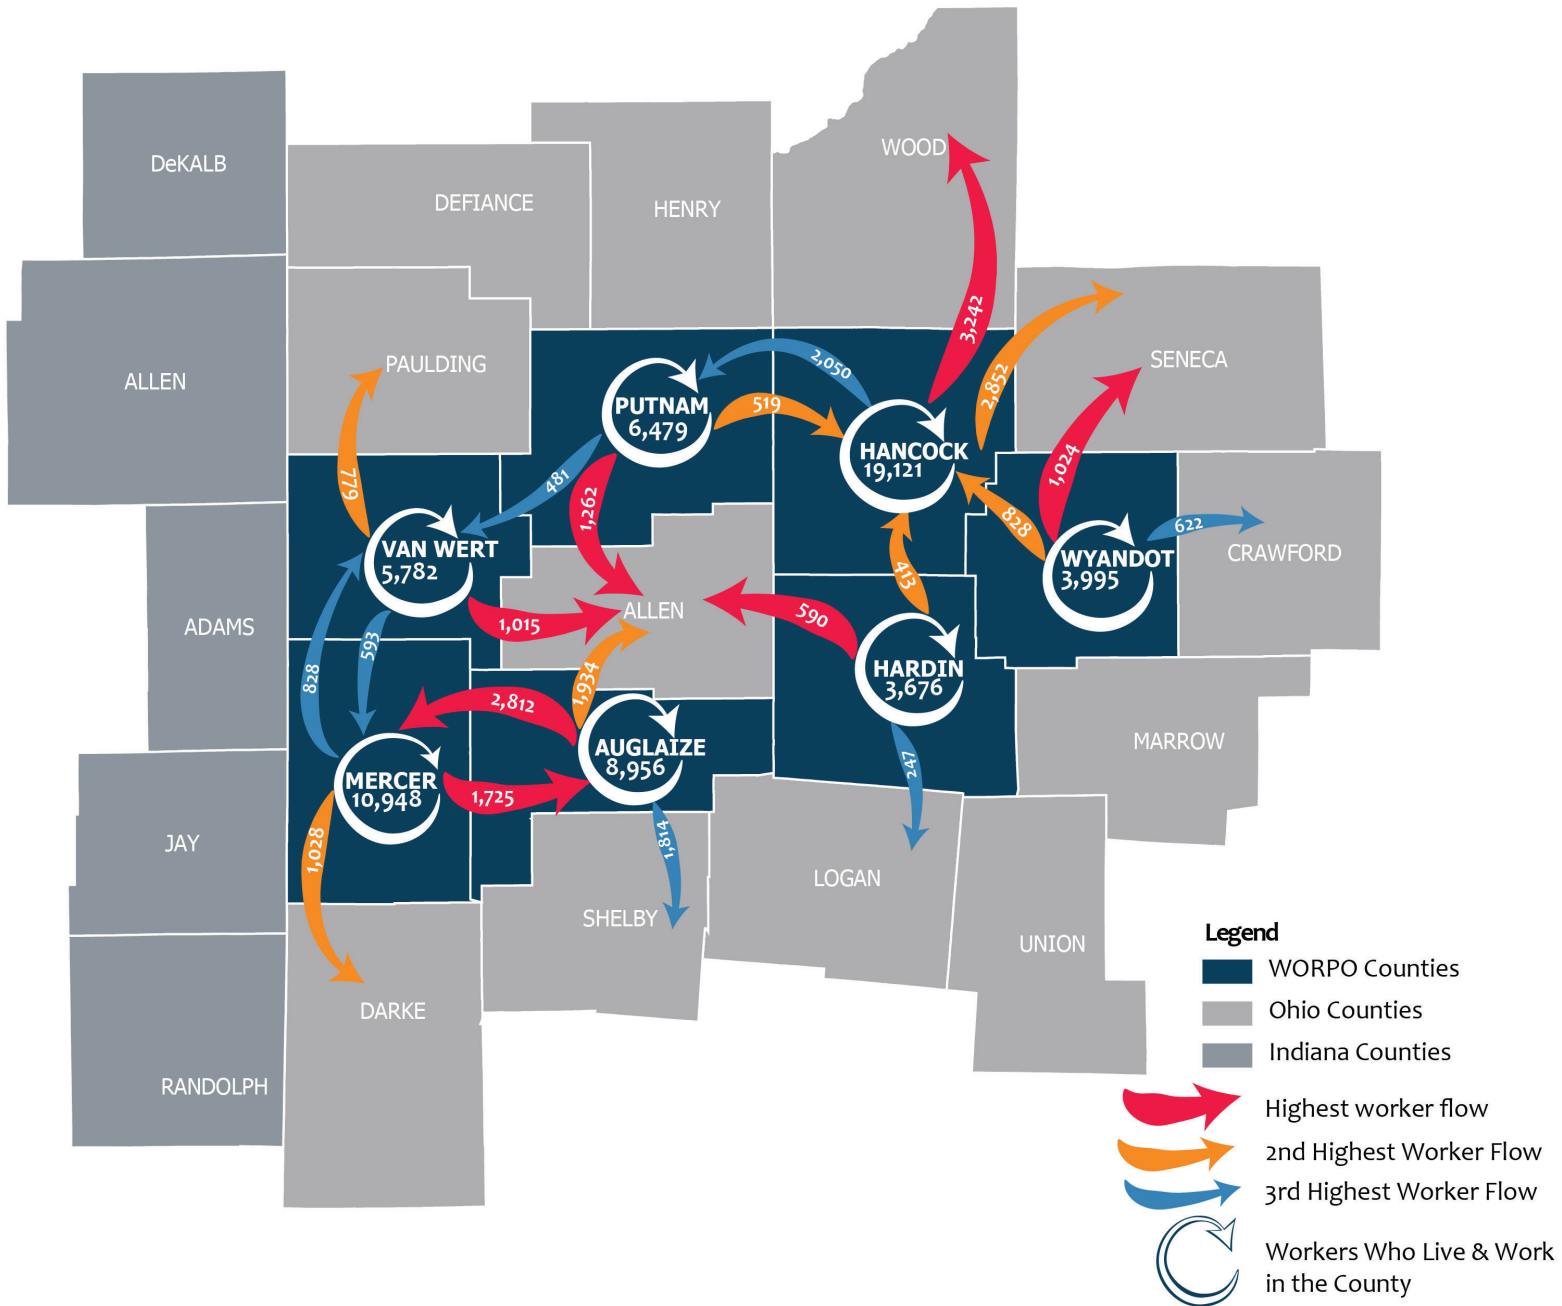 DeKALB
DEFIANCE
HENRY
WOOD
ALLEN
PAULDING
SENECA
3,242
2,852
2,050
519
PUTNAM
6,479
HANCOCK
19,121
779
481
1,262
1,024
828
622
VAN WERT
5,782
WYANDOT
3,995
CRAWFORD
413
ADAMS
ALLEN
1,015
590
593
828
HARDIN
3,676
1,934
2,812
AUGLAIZE
8,956
MARROW
247
MERCER
10,948
1,725
1,028
1,814
JAY
LOGAN
SHELBY
UNION
DARKE
RANDOLPH
Legend
WORPO Counties
Ohio Counties
Indiana Counties
Highest worker flow
2nd Highest Worker Flow
3rd Highest Worker Flow
Workers Who Live & Work
in the County